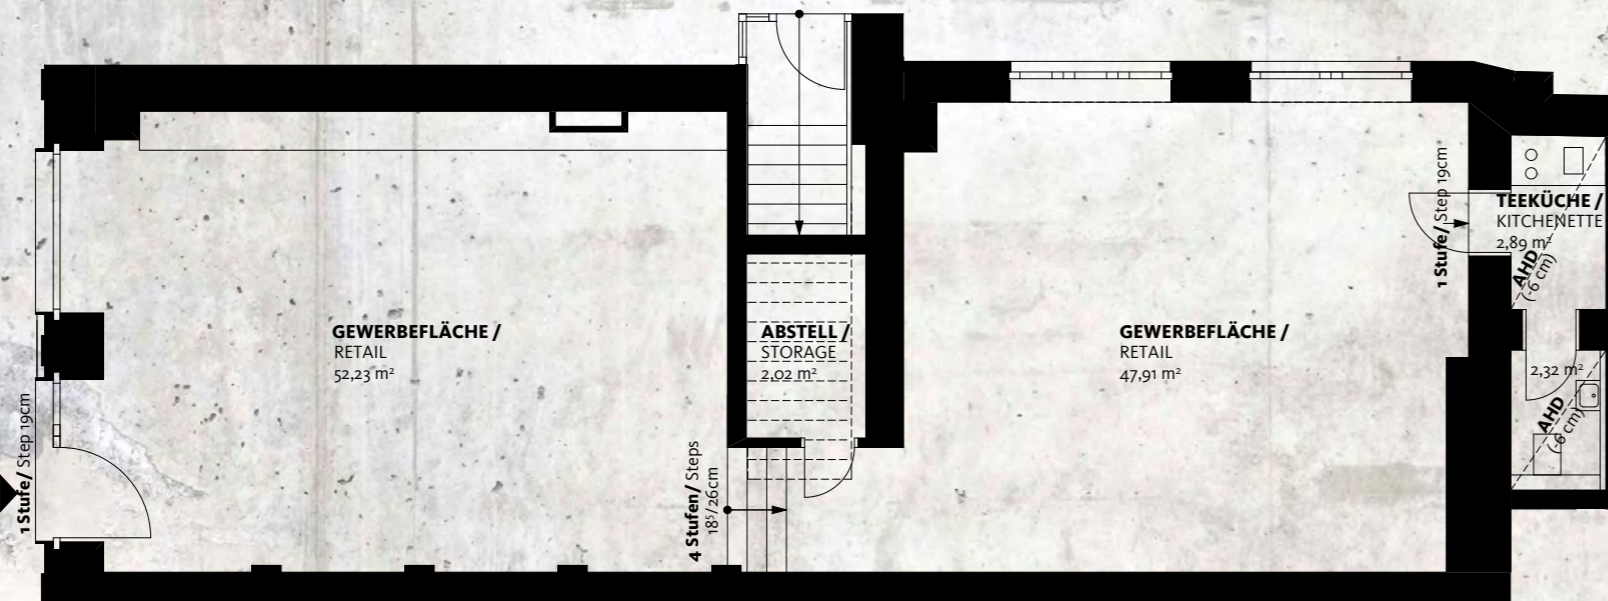 GEWERBEFLÄCHE /
RETAIL
52,23 m²
1 Stufe/ Step 19cm
4 Stufen/ Steps
18⁵/26cm
ABSTELL /
STORAGE
2,02 m²
GEWERBEFLÄCHE /
RETAIL
47,91 m²
1 Stufe/ Step 19cm
TEEKÜCHE /
KITCHENETTE
2,89 m²
AHD
(-6 cm)
2,32 m²
AHD
(-6 cm)